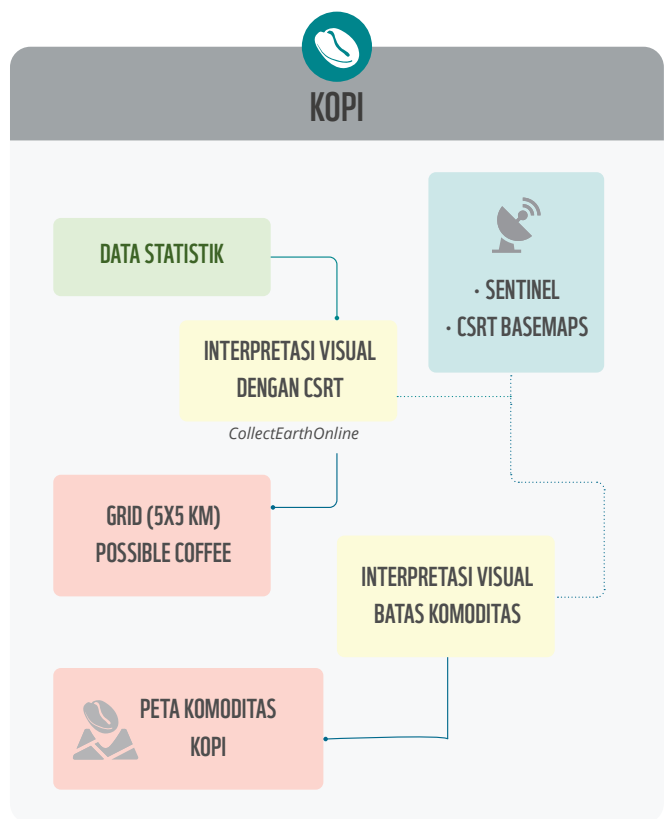 KOPI
DATA STATISTIK
• SENTINEL
• CSRT BASEMAPS
INTERPRETASI VISUAL
DENGAN CSRT
CollectEarthOnline
GRID (5X5 KM)
POSSIBLE COFFEE
INTERPRETASI VISUAL
BATAS KOMODITAS
PETA KOMODITAS
KOPI